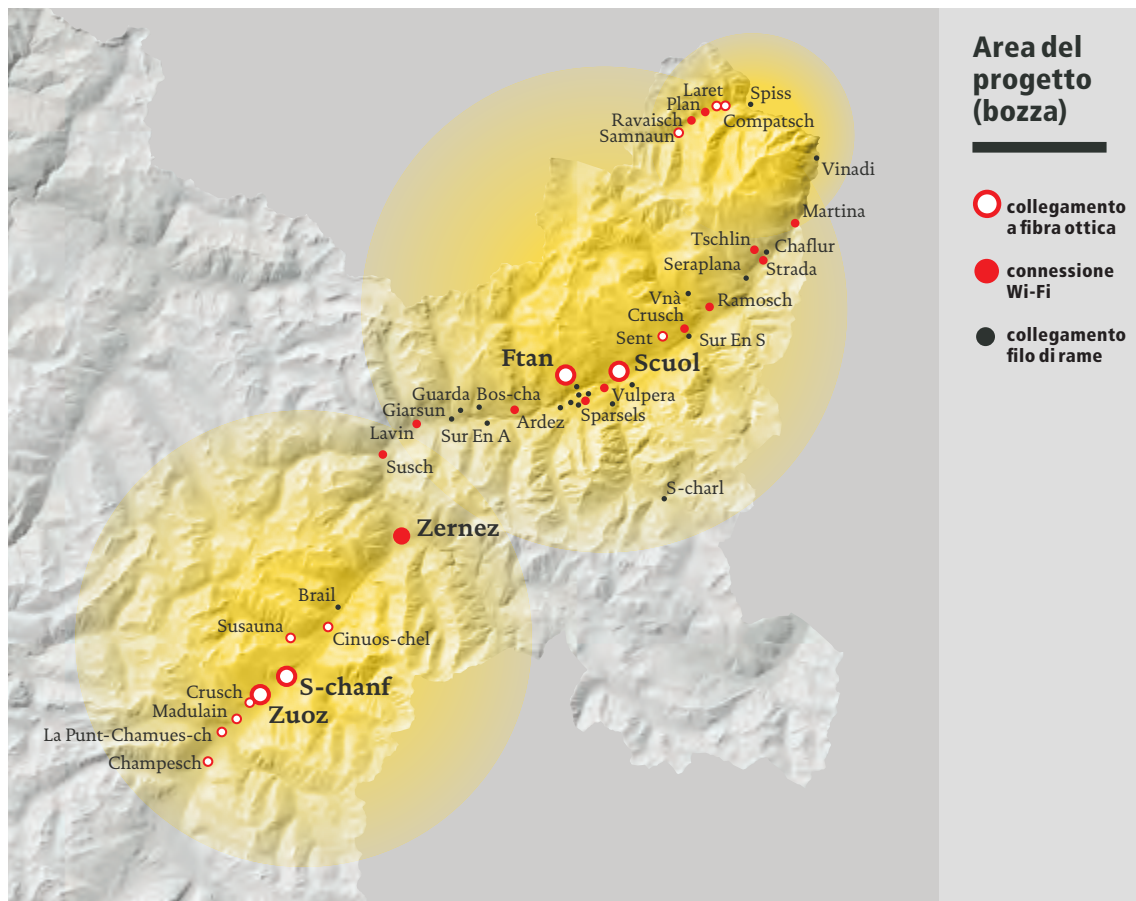 Area del
progetto
(bozza)
collegamento
a fibra ottica
connessione
Wi-Fi
collegamento
filo di rame
Laret
Spiss
Plan
Ravaisch
Compatsch
Samnaun
Vinadi
Martina
Tschlin
Chaflur
Seraplana
Strada
Vnà
Ramosch
Crusch
Sent
Sur En S
Ftan
Scuol
Guarda
Bos-cha
Vulpera
Giarsun
Ardez
Sparsels
Lavin
Sur En A
Susch
S-charl
Zernez
Brail
Susauna
Cinuos-chel
S-chanf
Crusch
Zuoz
Madulain
La Punt-Chamues-ch
Champesch